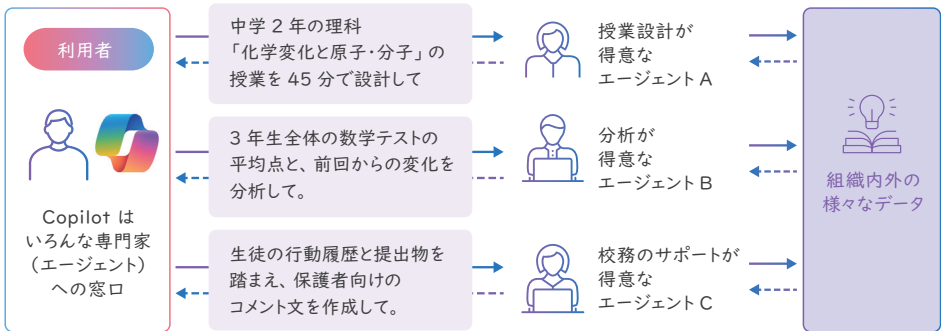 利用者
Copilot は
いろんな専門家
（エージェント）
への窓口
中学2年の理科
「化学変化と原子・分子」の
授業を45分で設計して
授業設計が
得意な
エージェントA
3年生全体の数学テストの
平均点と、前回からの変化を
分析して。
分析が
得意な
エージェントB
生徒の行動履歴と提出物を
踏まえ、保護者向けの
コメント文を作成して。
校務のサポートが
得意な
エージェントC
組織内外の
様々なデータ